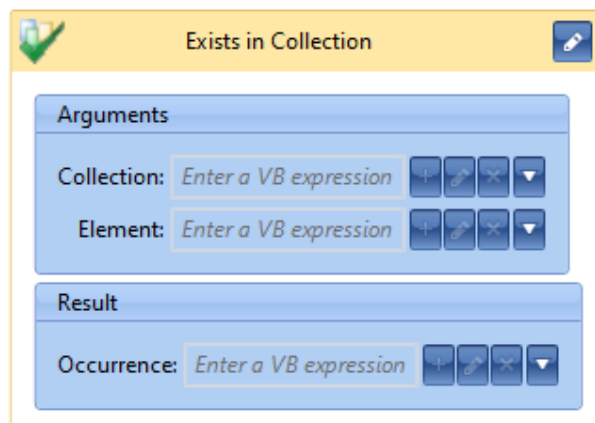 Exists in Collection
Arguments
Collection: Enter a VB expression
Element: Enter a VB expression
Result
Occurrence: Enter a VB expression